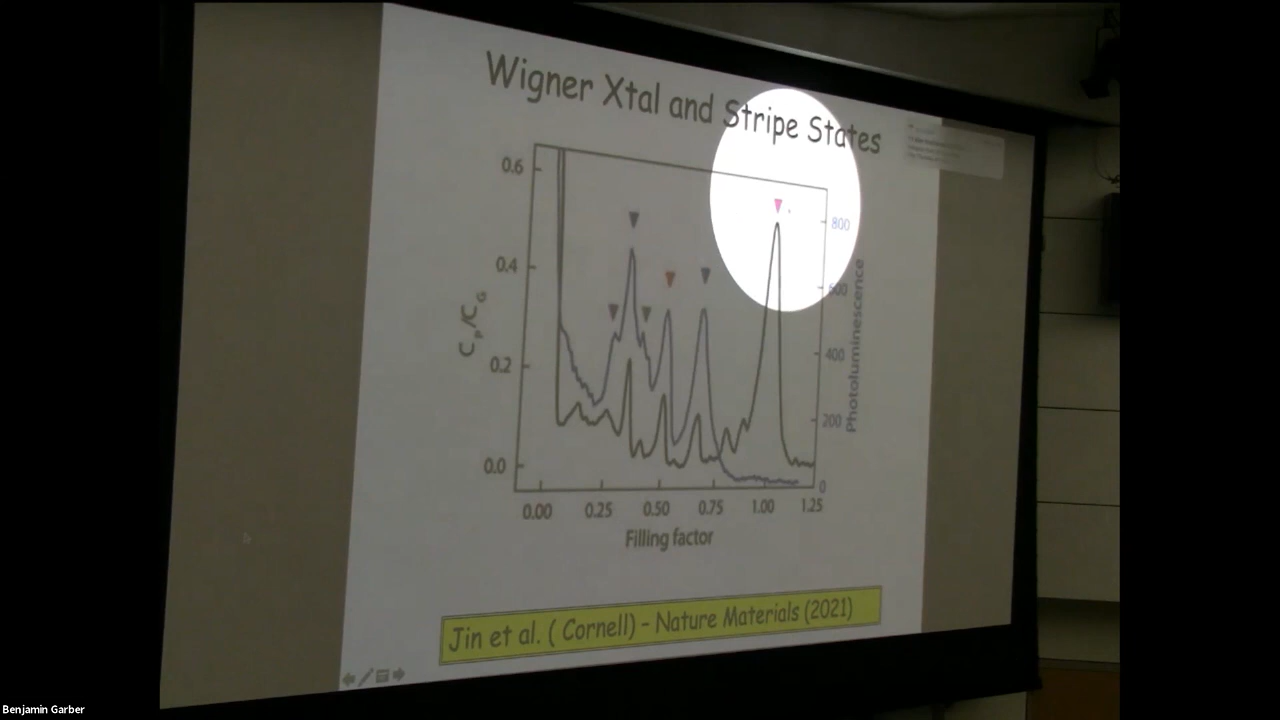 Wigner Xtal and Stripe States
0.6
0.4
0.2
0.0
C_P/C_G
800
600
400
200
0
Photoluminescence
0.00 0.25 0.50 0.75 1.00 1.25
Filling factor
Jin et al. ( Cornell) – Nature Materials (2021)
Benjamin Garber